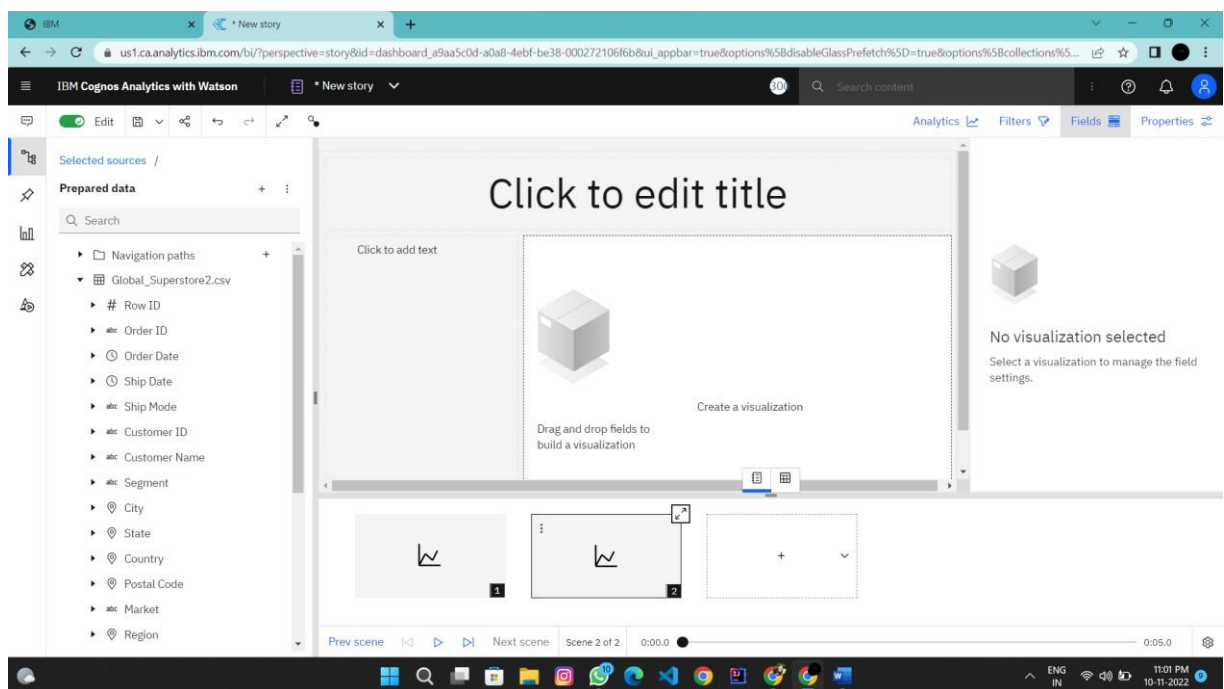 IBM
* New story
us1.ca.analytics.ibm.com/bi/?perspective=story&id=dashboard_a9aa5c0d-a0a8-4ebf-be38-000272106f6b&ui_appbar=true&options%5BdisableGlassPrefetch%5D=true&options%5Bcollections%5...
IBM Cognos Analytics with Watson
* New story
Search content
Edit
Analytics
Filters
Fields
Properties
Selected sources /
Prepared data
Search
Navigation paths
Global_Superstore2.csv
# Row ID
abc Order ID
Order Date
Ship Date
abc Ship Mode
abc Customer ID
abc Customer Name
abc Segment
City
State
Country
Postal Code
abc Market
Region
Click to edit title
Click to add text
Create a visualization
Drag and drop fields to
build a visualization
No visualization selected
Select a visualization to manage the field
settings.
1
2
Prev scene
Next scene
Scene 2 of 2
0:00.0
0:05.0
ENG
IN
11:01 PM
10-11-2022